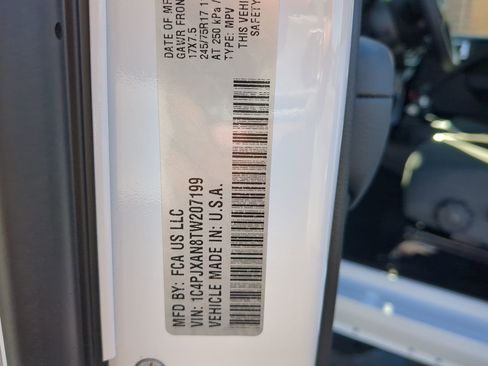 MFD BY: FCA US LLC
VIN: 1C4PJXAN8TW207199
VEHICLE MADE IN: U.S.A.
DATE OF MF
GAWR FRON
17X7.5
245/75R17 1
AT 250 kPa /
TYPE: MPV
THIS VEHI
SAFETY